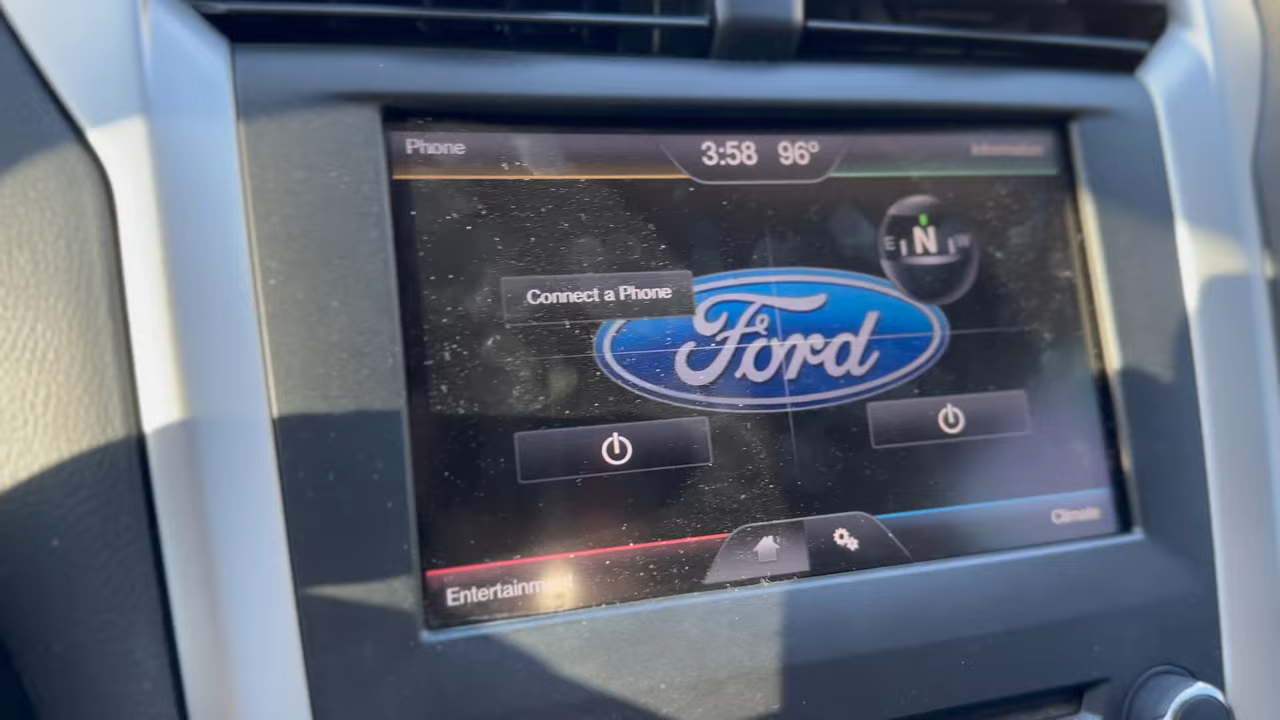 Phone
3:58 96°
Information
E N W
Connect a Phone
Ford
Climate
Entertainment